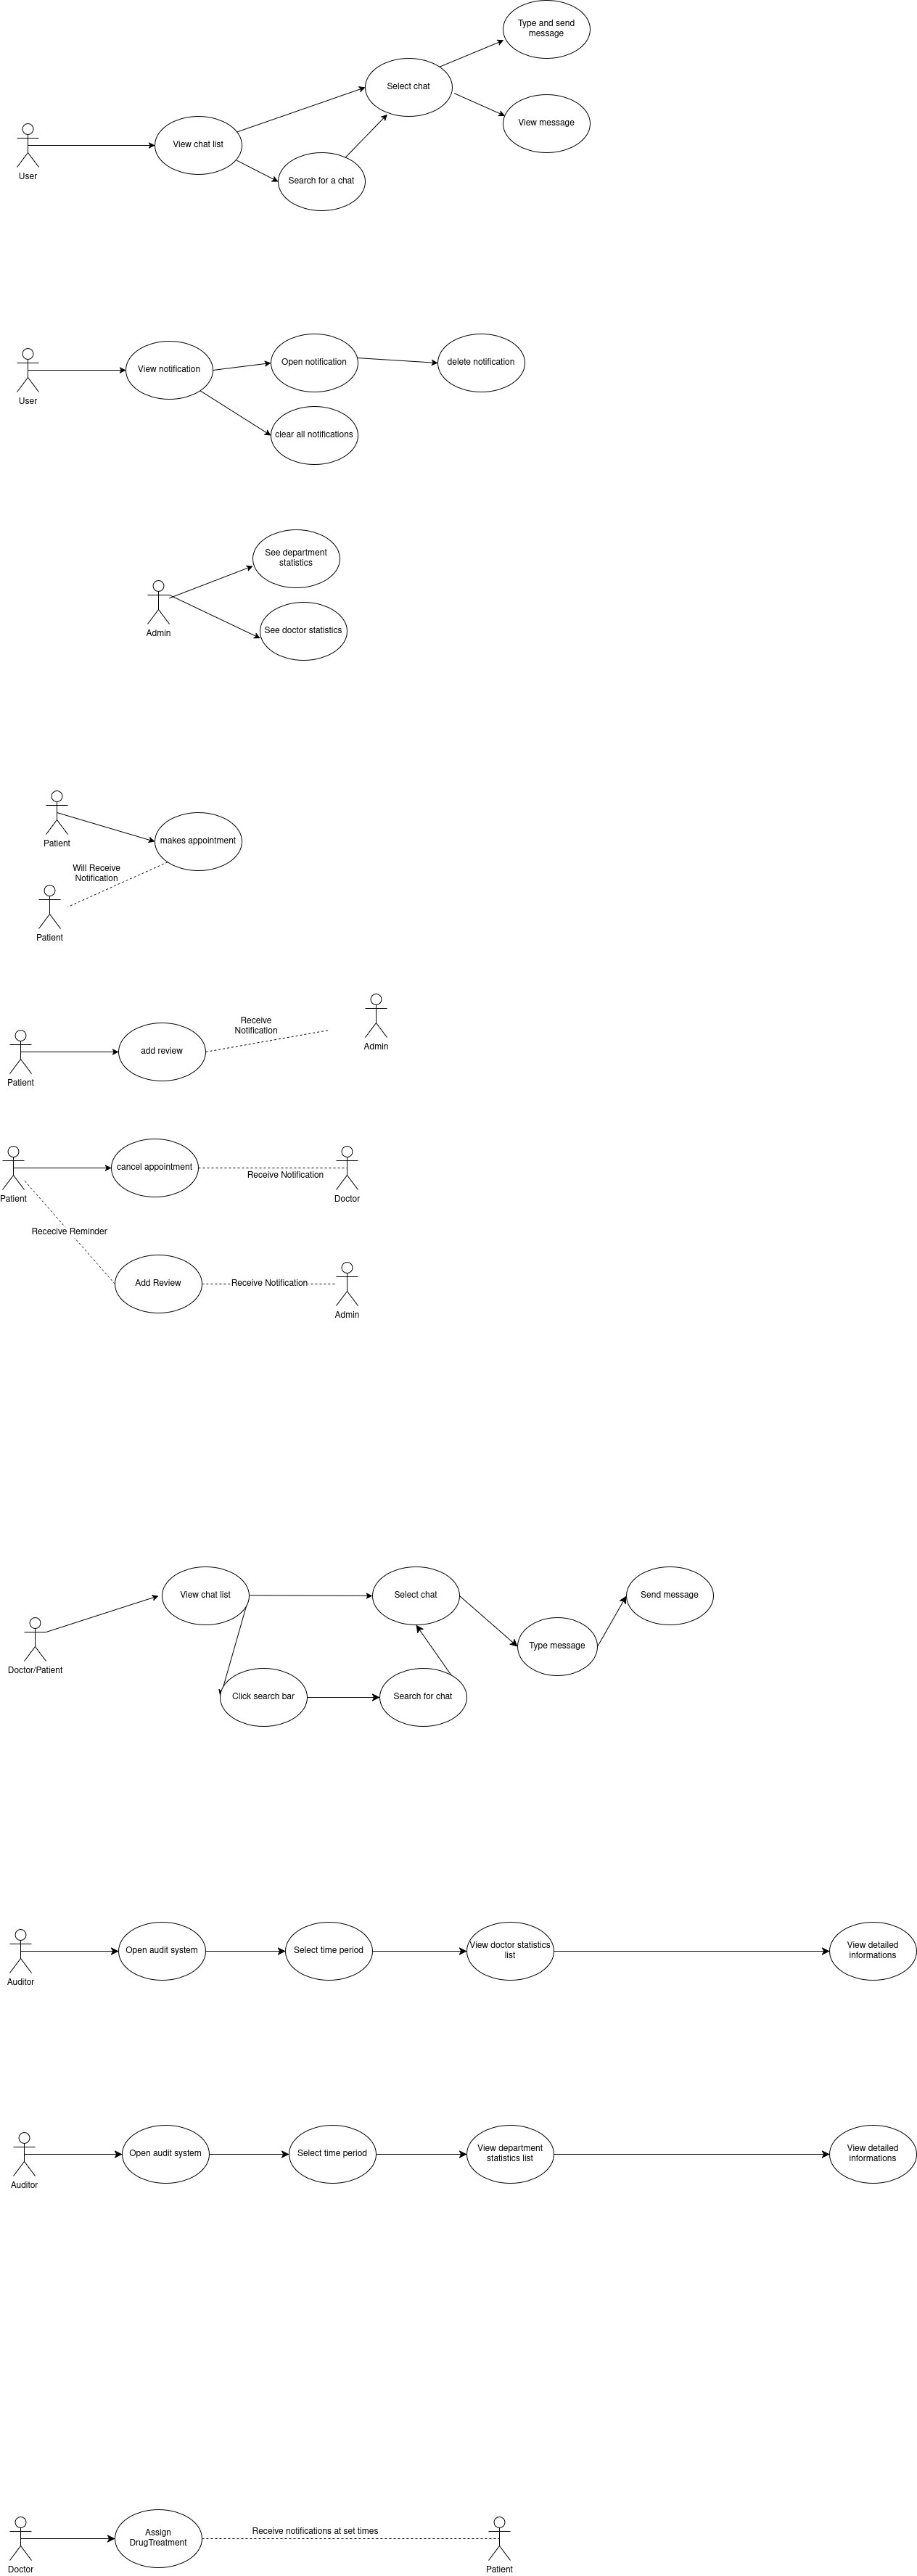 Type and send
message
Select chat
View message
View chat list
Search for a chat
User
View notification
Open notification
delete notification
clear all notifications
User
See department
statistics
See doctor statistics
Admin
Patient
makes appointment
Will Receive
Notification
Patient
Receive
Notification
Admin
add review
Patient
cancel appointment
Receive Notification
Patient
Doctor
Rececive Reminder
Add Review
Receive Notification
Admin
View chat list
Select chat
Send message
Type message
Doctor/Patient
Click search bar
Search for chat
Open audit system
Select time period
View doctor statistics
list
View detailed
informations
Auditor
Open audit system
Select time period
View department
statistics list
View detailed
informations
Auditor
Assign
DrugTreatment
Receive notifications at set times
Doctor
Patient